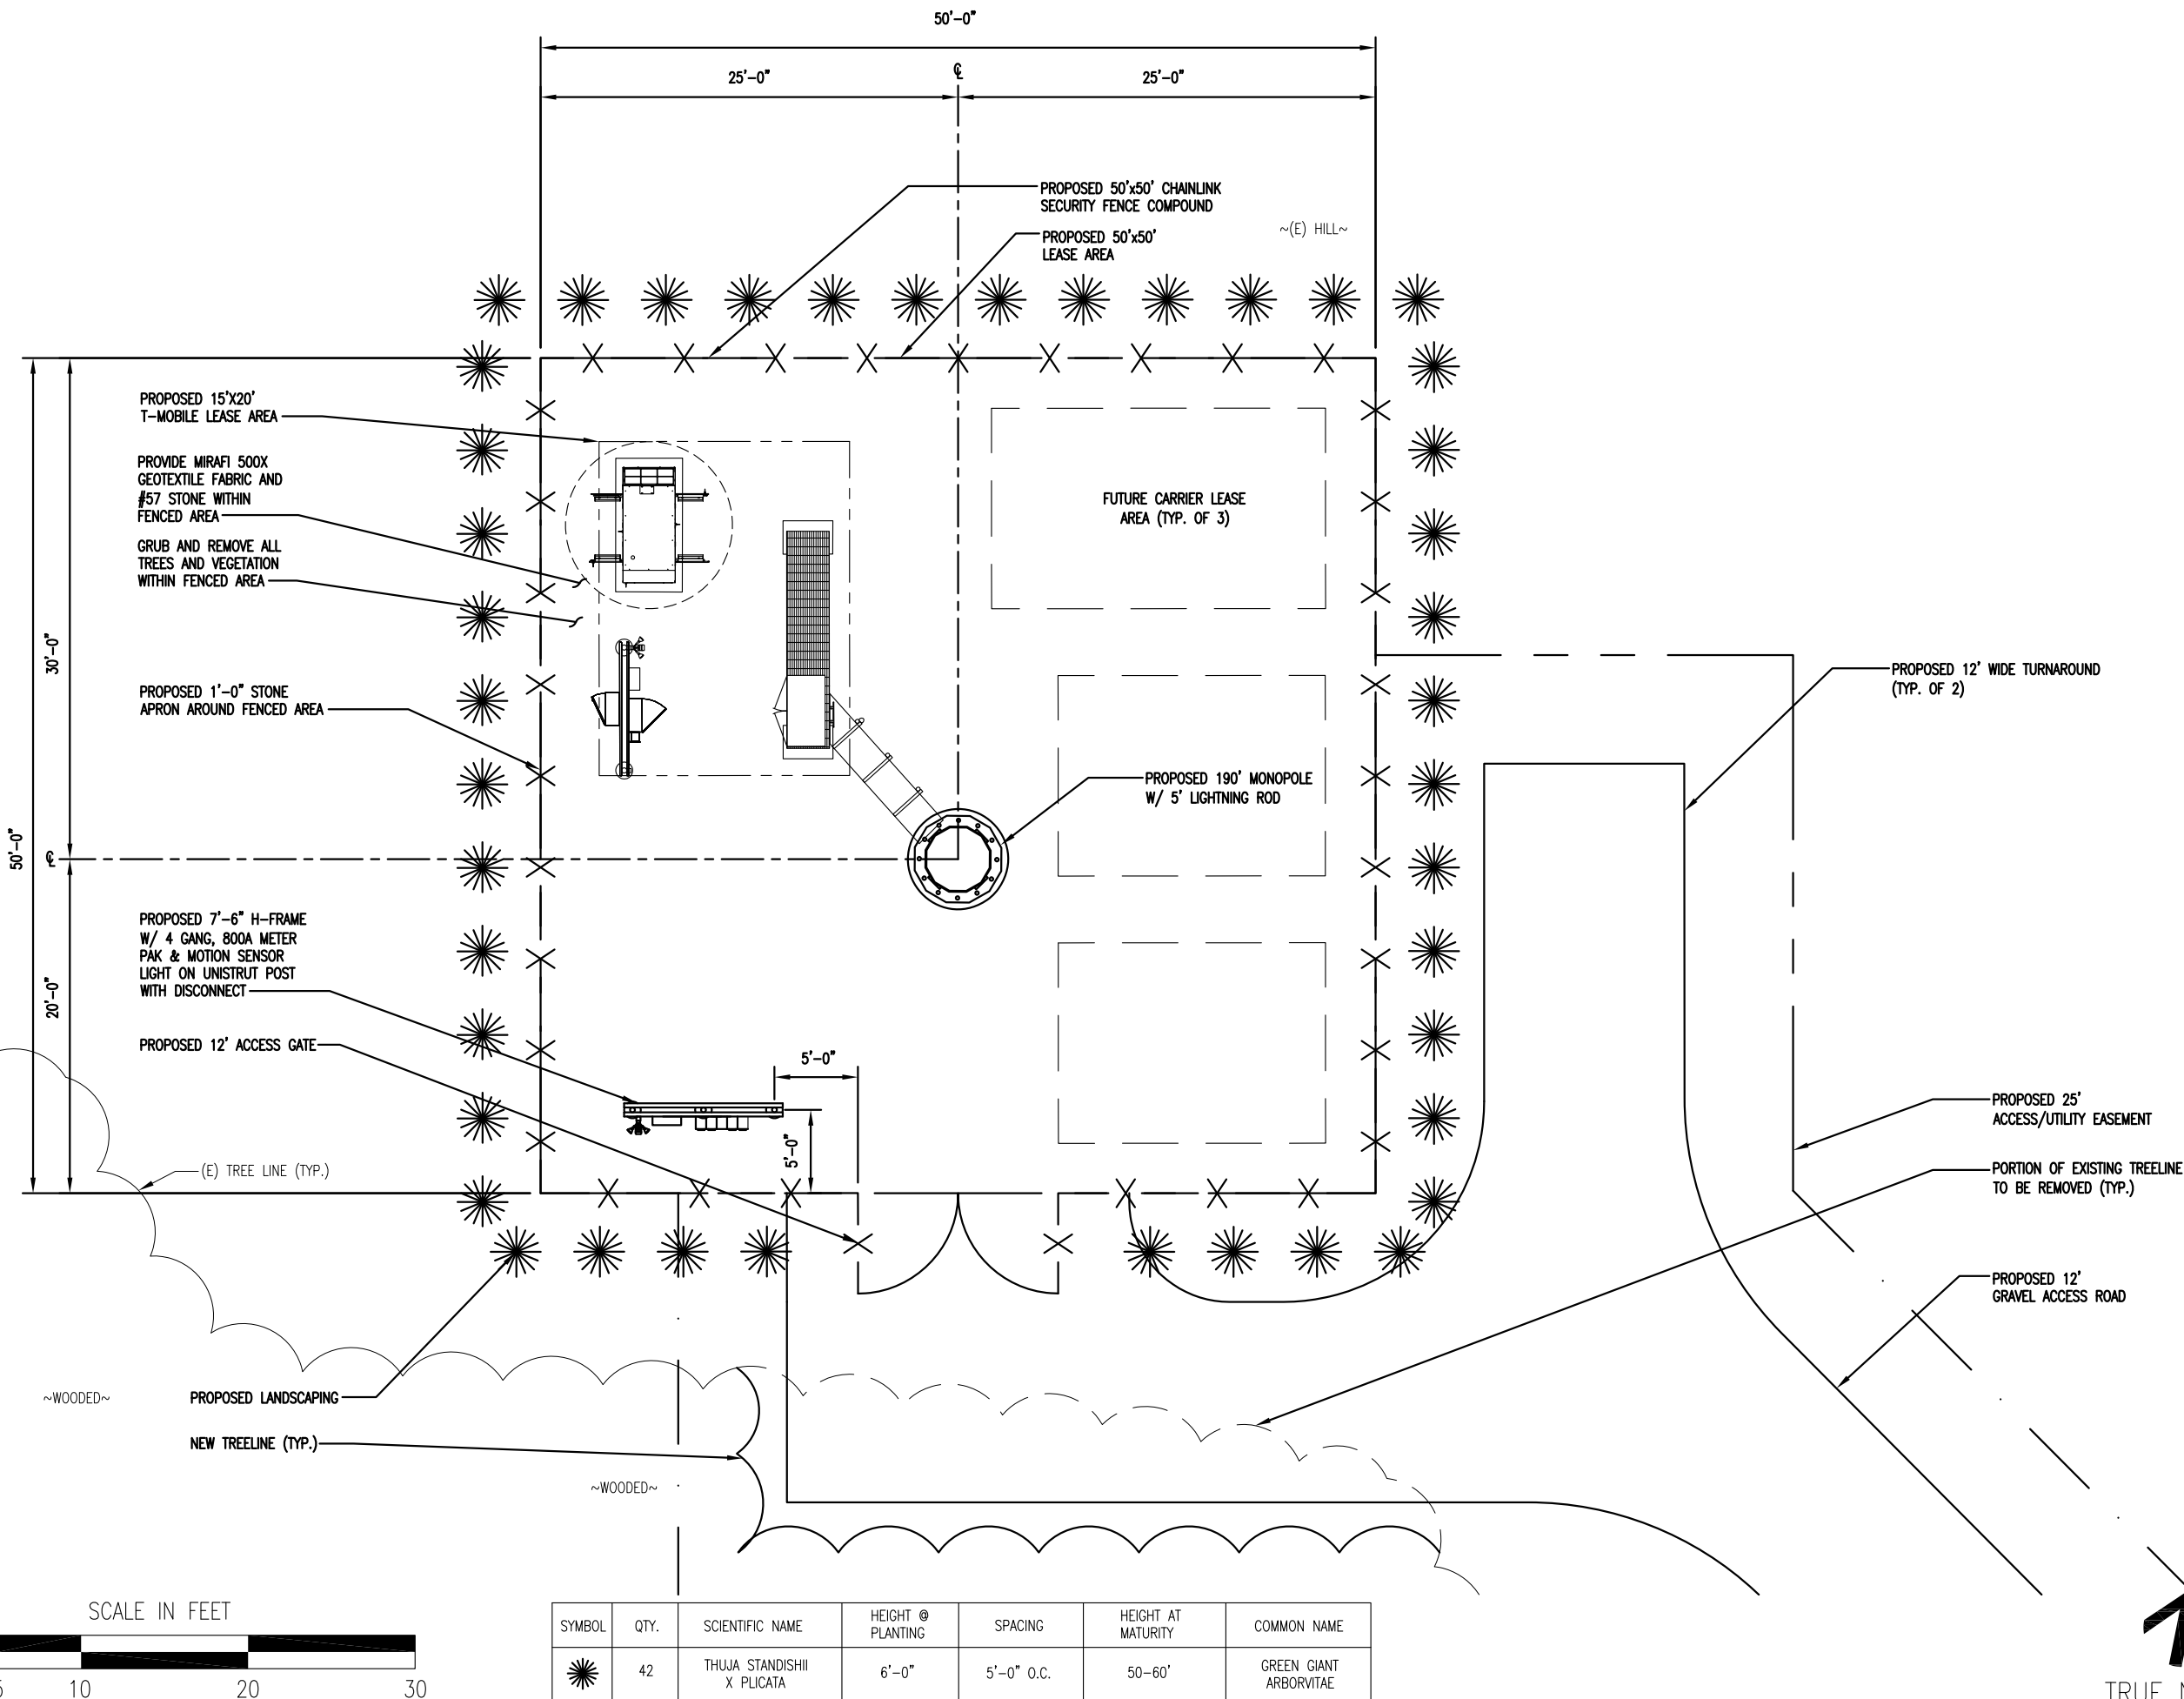 50'-0"
25'-0"
℄
25'-0"
PROPOSED 50'x50' CHAINLINK
SECURITY FENCE COMPOUND
PROPOSED 50'x50'
LEASE AREA
~(E) HILL~
PROPOSED 15'X20'
T-MOBILE LEASE AREA
PROVIDE MIRAFI 500X
GEOTEXTILE FABRIC AND
#57 STONE WITHIN
FENCED AREA
GRUB AND REMOVE ALL
TREES AND VEGETATION
WITHIN FENCED AREA
FUTURE CARRIER LEASE
AREA (TYP. OF 3)
30'-0"
PROPOSED 1'-0" STONE
APRON AROUND FENCED AREA
PROPOSED 12' WIDE TURNAROUND
(TYP. OF 2)
PROPOSED 190' MONOPOLE
W/ 5' LIGHTNING ROD
50'-0"
℄
PROPOSED 7'-6" H-FRAME
W/ 4 GANG, 800A METER
PAK & MOTION SENSOR
LIGHT ON UNISTRUT POST
WITH DISCONNECT
20'-0"
PROPOSED 12' ACCESS GATE
5'-0"
5'-0"
PROPOSED 25'
ACCESS/UTILITY EASEMENT
(E) TREE LINE (TYP.)
PORTION OF EXISTING TREELINE
TO BE REMOVED (TYP.)
PROPOSED 12'
GRAVEL ACCESS ROAD
~WOODED~
PROPOSED LANDSCAPING
NEW TREELINE (TYP.)
~WOODED~
SCALE IN FEET
10 20 30
SYMBOL QTY. SCIENTIFIC NAME HEIGHT @ PLANTING SPACING HEIGHT AT MATURITY COMMON NAME
42 THUJA STANDISHII X PLICATA 6'-0" 5'-0" O.C. 50-60' GREEN GIANT ARBORVITAE
TRUE